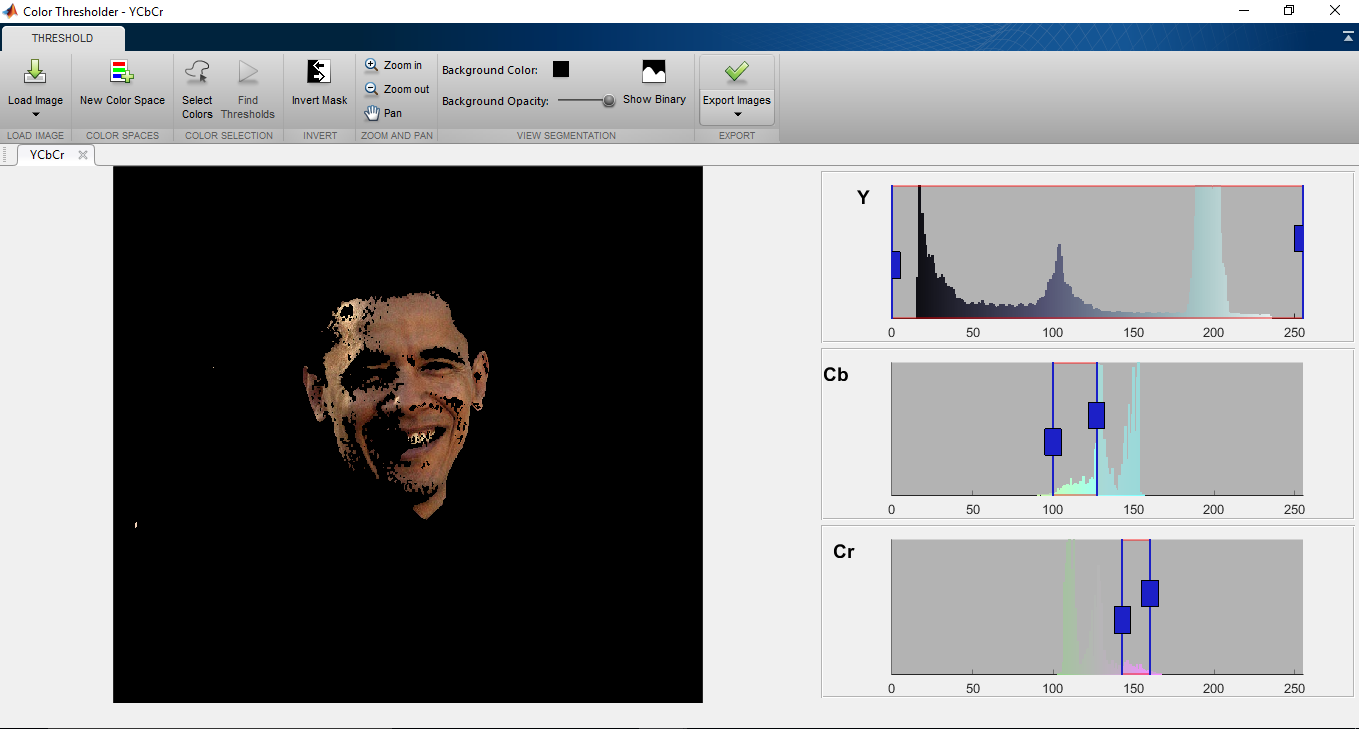 Color Thresholder - YCbCr
THRESHOLD
Load Image
New Color Space
Select Colors
Find Thresholds
Invert Mask
Zoom in
Zoom out
Pan
Background Color:
Background Opacity:
Show Binary
Export Images
LOAD IMAGE
COLOR SPACES
COLOR SELECTION
INVERT
ZOOM AND PAN
VIEW SEGMENTATION
EXPORT
YCbCr
Y
0 50 100 150 200 250
Cb
0 50 100 150 200 250
Cr
0 50 100 150 200 250